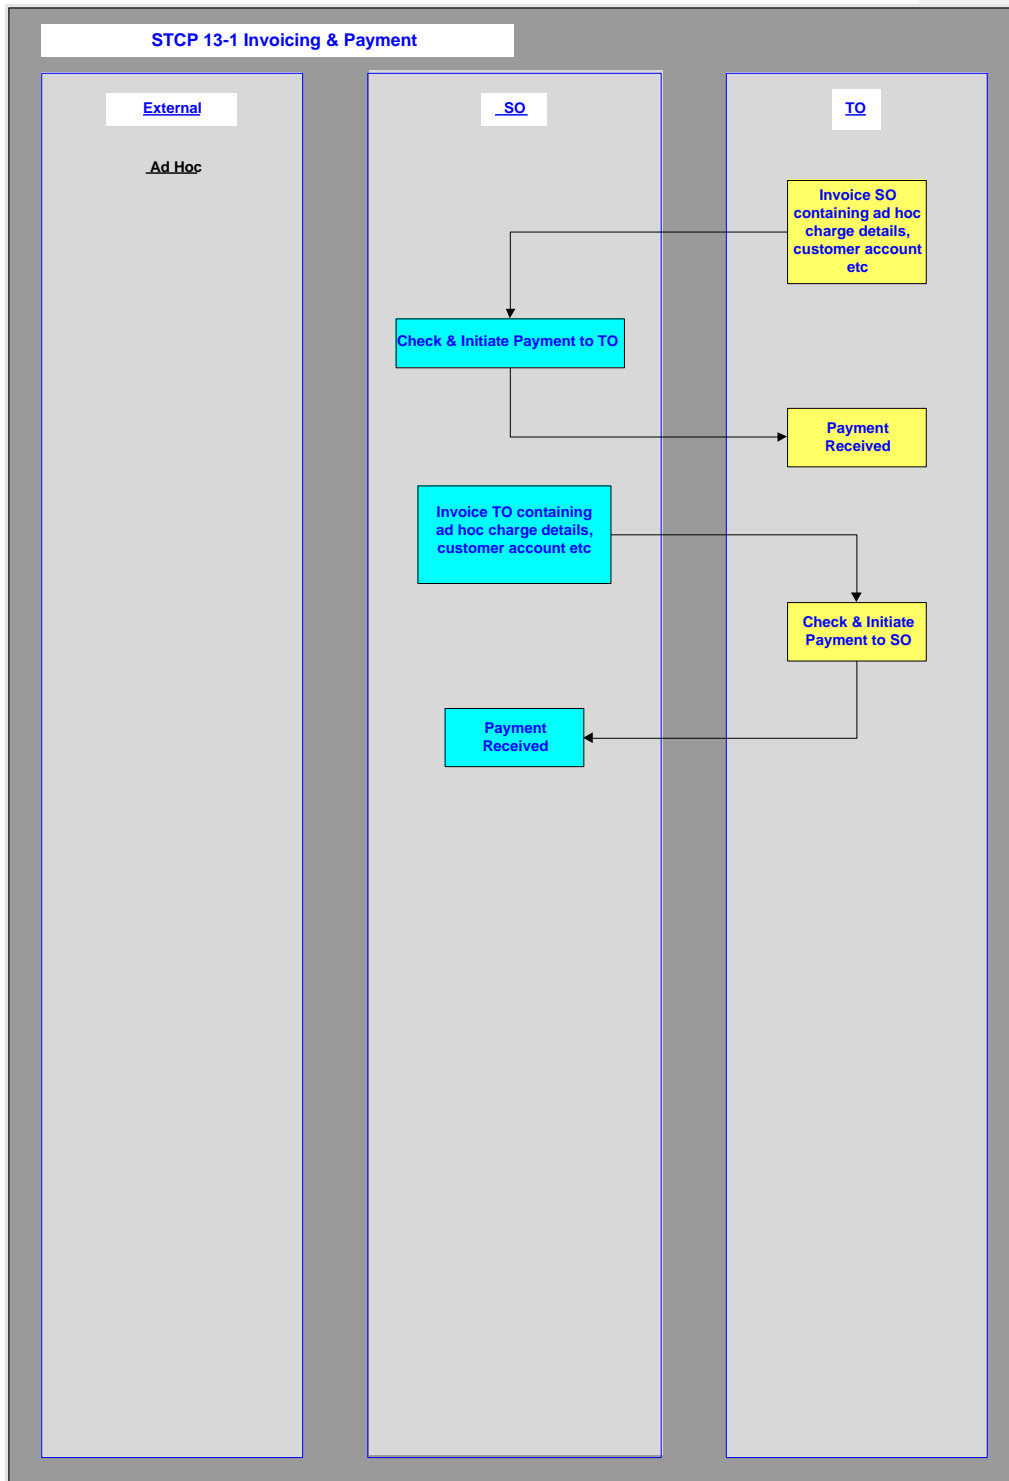 STCP 13-1 Invoicing & Payment
External
SO
TO
Ad Hoc
Invoice SO
containing ad hoc
charge details,
customer account
etc
Check & Initiate Payment to TO
Payment
Received
Invoice TO containing
ad hoc charge details,
customer account etc
Check & Initiate
Payment to SO
Payment
Received